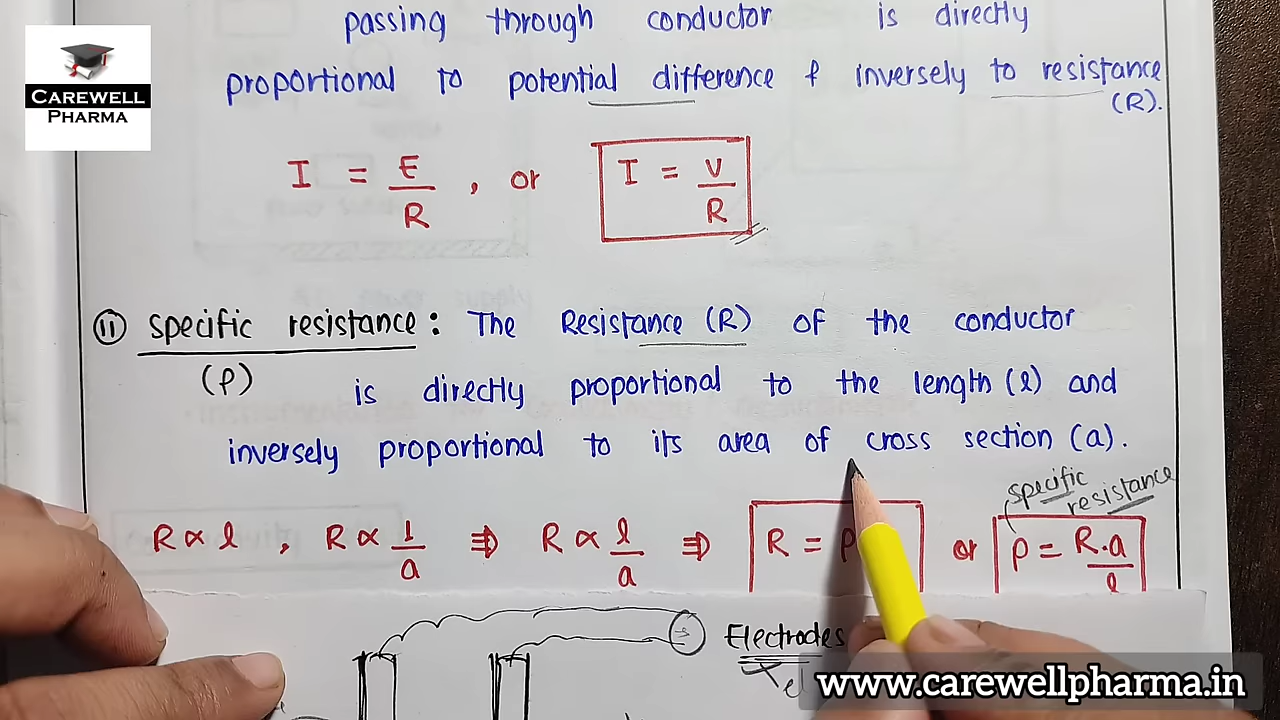 CAREWELL
PHARMA
passing through conductor is directly
proportional to potential difference & inversely to resistance
(R).
I = E/R , or I = V/R
(ii) Specific resistance: The Resistance (R) of the conductor
(ρ) is directly proportional to the length (l) and
inversely proportional to its area of cross section (a).
specific
resistance
R ∝ l , R ∝ 1/a ⇒ R ∝ l/a ⇒ R = ρ or ρ = R.a/l
Electrodes
www.carewellpharma.in